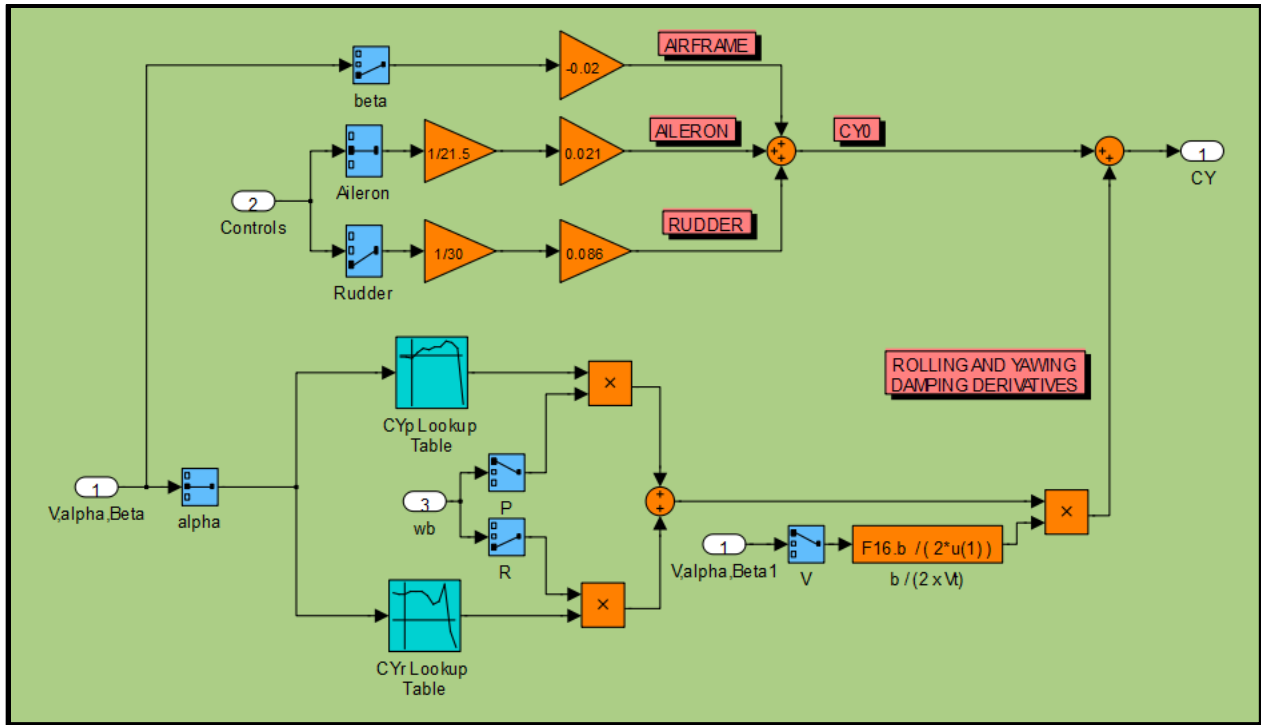 AIRFRAME
-0.02
beta
AILERON
CY0
1/21.5
0.021
+
+
+
+
+
1
CY
Aileron
2
Controls
RUDDER
1/30
0.086
Rudder
ROLLING AND YAWING
DAMPING DERIVATIVES
×
CYp Lookup
Table
1
V,alpha,Beta
alpha
3
wb
P
R
+
+
×
1
V,alpha,Beta1
V
F16.b / ( 2*u(1) )
b / (2 x Vt)
×
CYr Lookup
Table